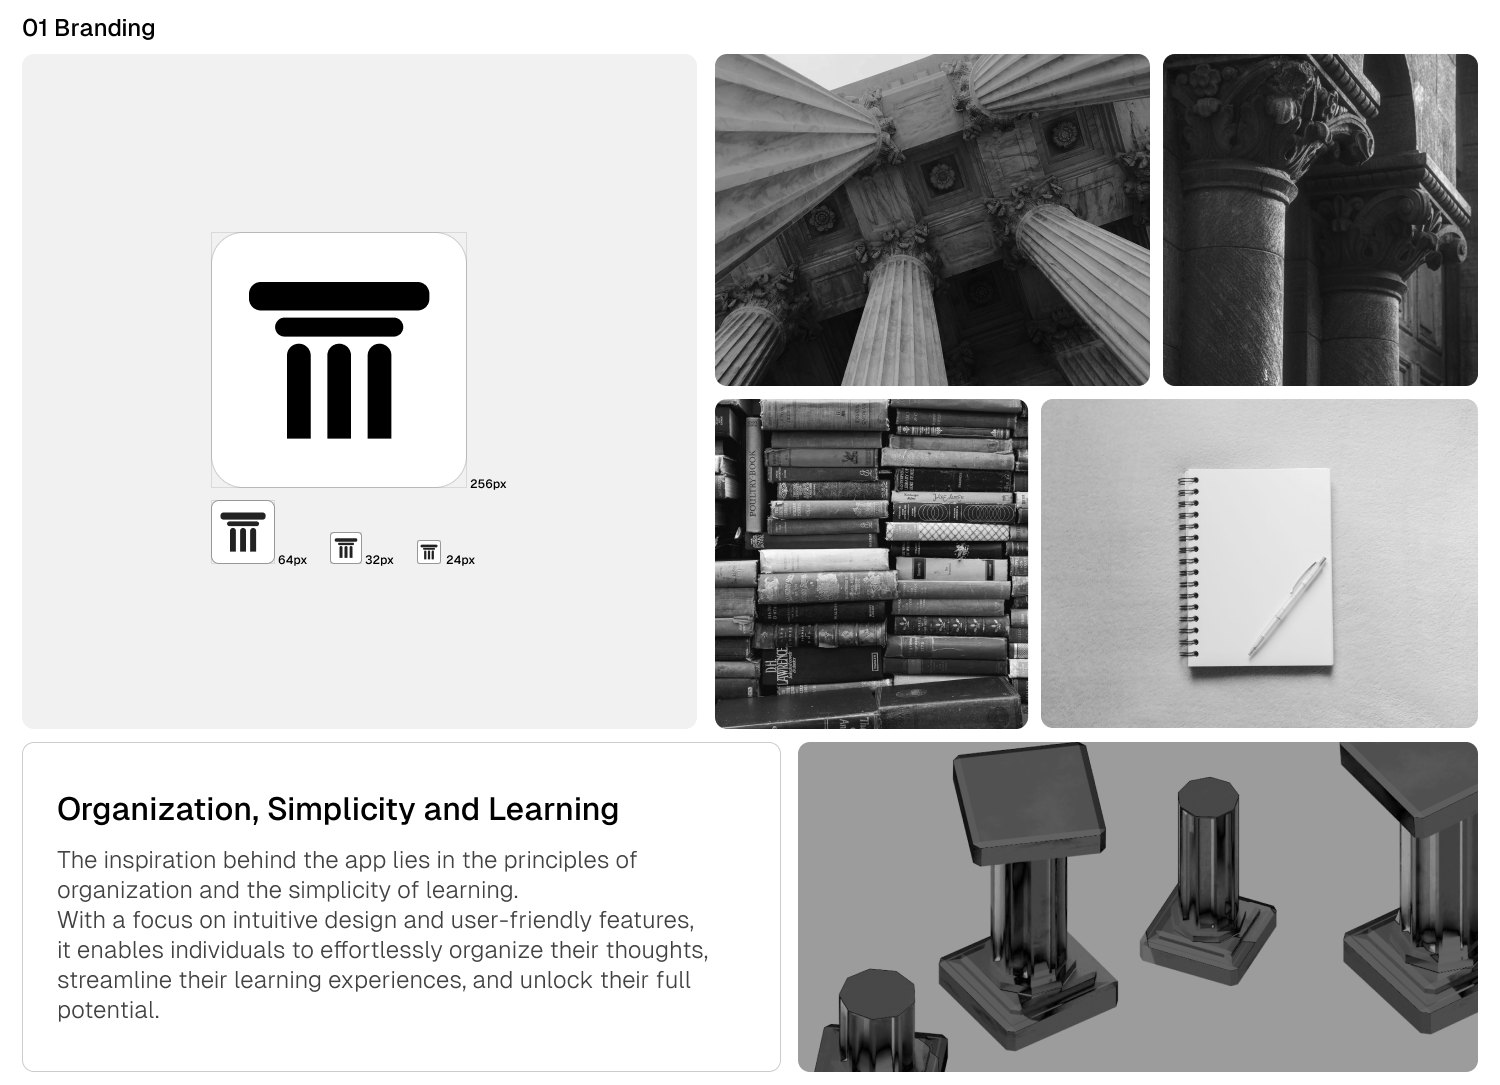 01 Branding
256px
64px
32px
24px
POULTRY BOOK
D.H.
LAWRENCE
Organization, Simplicity and Learning
The inspiration behind the app lies in the principles of
organization and the simplicity of learning.
With a focus on intuitive design and user-friendly features,
it enables individuals to effortlessly organize their thoughts,
streamline their learning experiences, and unlock their full
potential.